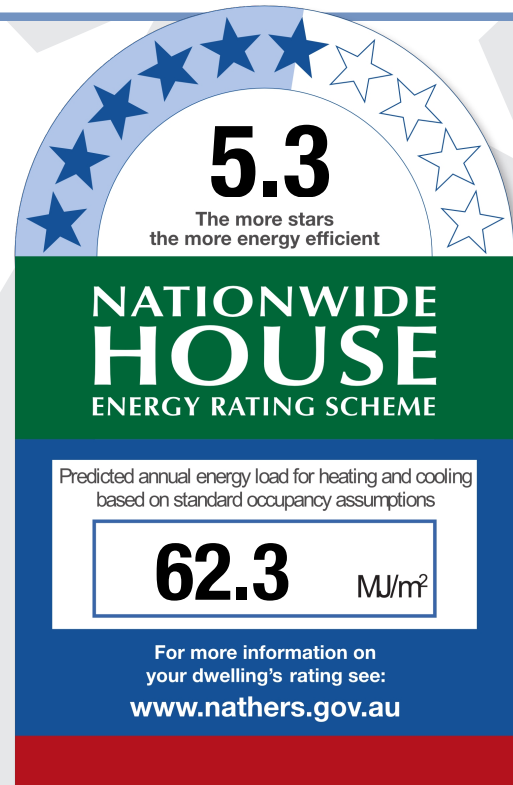 5.3
The more stars
the more energy efficient
NATIONWIDE
HOUSE
ENERGY RATING SCHEME
Predicted annual energy load for heating and cooling
based on standard occupancy assumptions
62.3 MJ/m²
For more information on
your dwelling's rating see:
www.nathers.gov.au